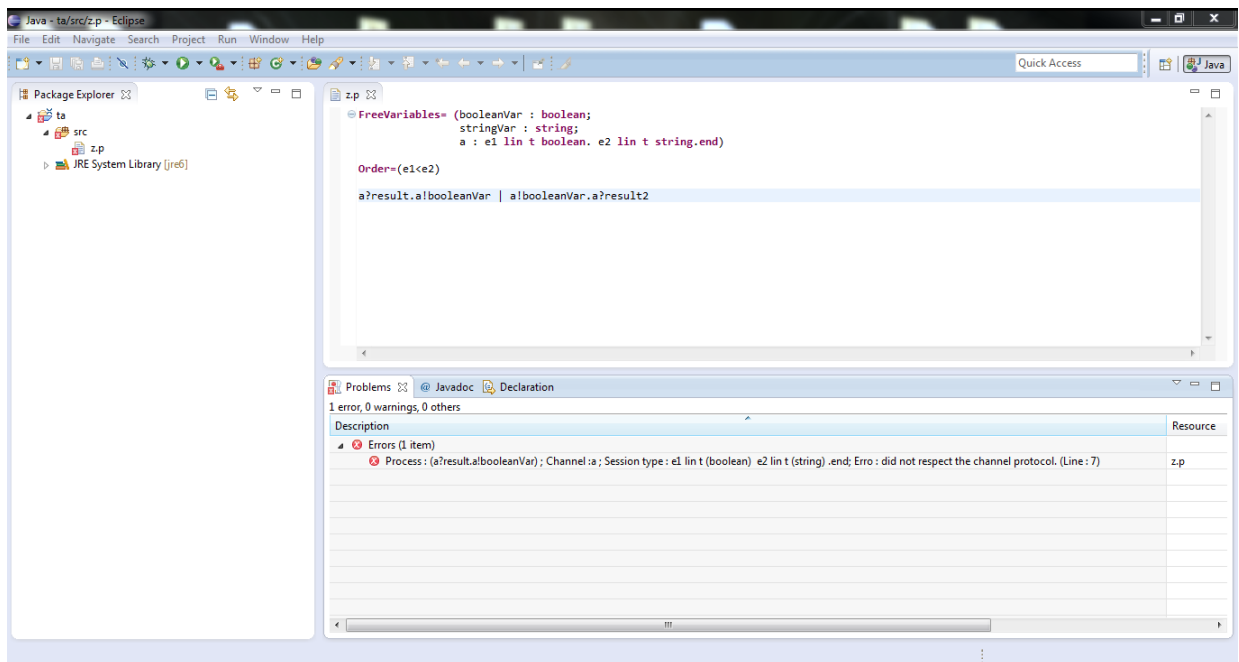 Java - ta/src/z.p - Eclipse
File Edit Navigate Search Project Run Window Help
Quick Access
Java
Package Explorer
ta
src
z.p
JRE System Library [jre6]
z.p
FreeVariables= (booleanVar : boolean;
stringVar : string;
a : e1 lin t boolean. e2 lin t string.end)
Order=(e1<e2)
a?result.a!booleanVar | a!booleanVar.a?result2
Problems @ Javadoc Declaration
1 error, 0 warnings, 0 others
Description Resource
Errors (1 item)
Process : (a?result.a!booleanVar) ; Channel :a ; Session type : e1 lin t (boolean) e2 lin t (string) .end; Erro : did not respect the channel protocol. (Line : 7) z.p